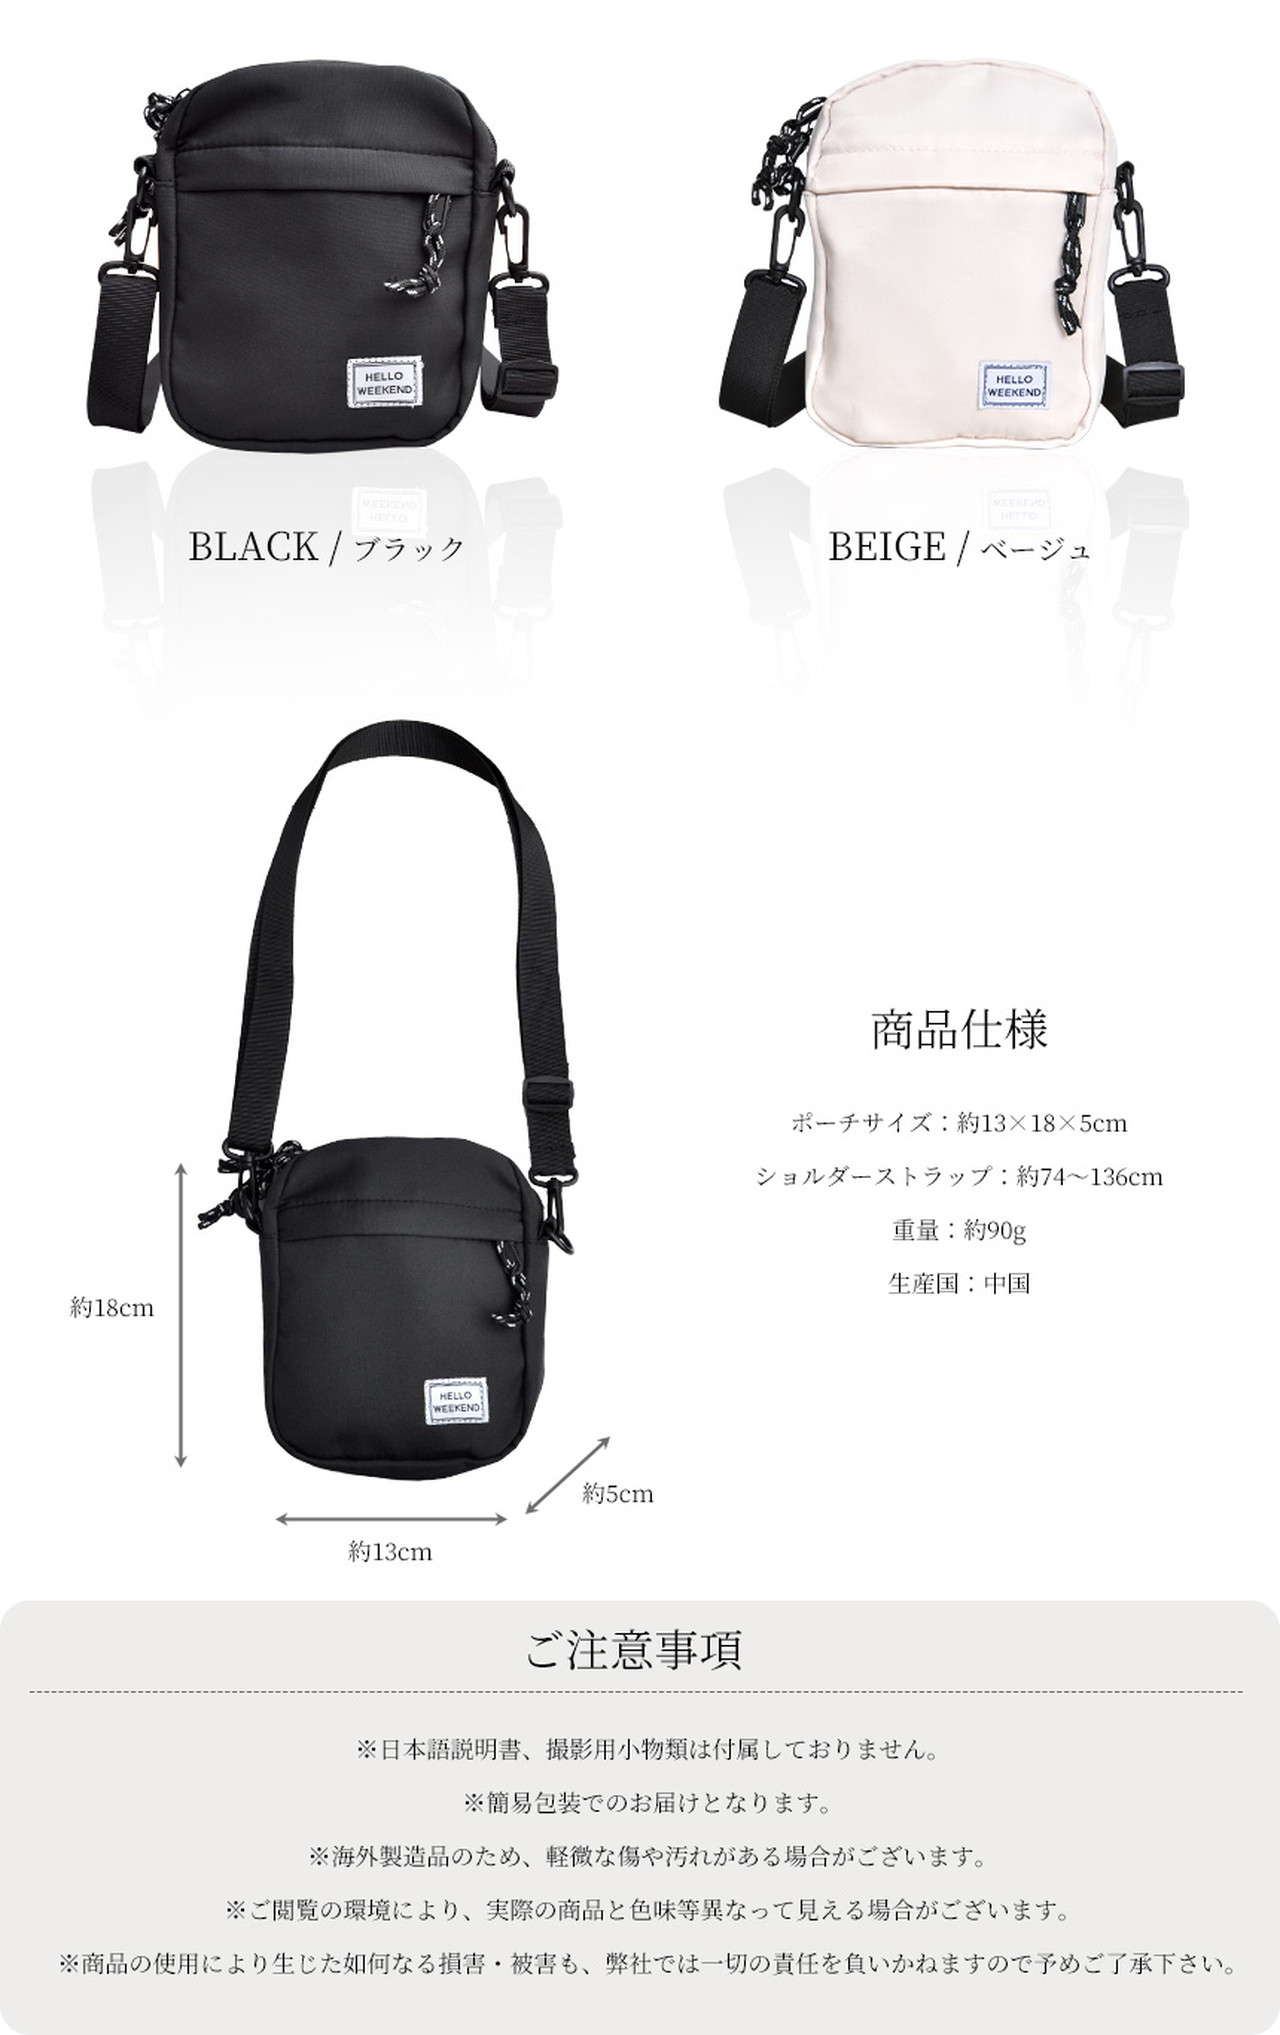 HELLO
WEEKEND
HELLO
WEEKEND
BLACK / ブラック
BEIGE / ベージュ
商品仕様
ポーチサイズ：約13×18×5cm
ショルダーストラップ：約74～136cm
重量：約90g
生産国：中国
約18cm
HELLO
WEEKEND
約5cm
約13cm
ご注意事項
※日本語説明書、撮影用小物類は付属しておりません。
※簡易包装でのお届けとなります。
※海外製造品のため、軽微な傷や汚れがある場合がございます。
※ご閲覧の環境により、実際の商品と色味等異なって見える場合がございます。
※商品の使用により生じた如何なる損害・被害も、弊社では一切の責任を負いかねますので予めご了承下さい。